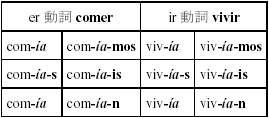 er 動詞 comer ir 動詞 vivir
com-ía com-ía-mos viv-ía viv-ía-mos
com-ía-s com-ía-is viv-ía-s viv-ía-is
com-ía com-ía-n viv-ía viv-ía-n